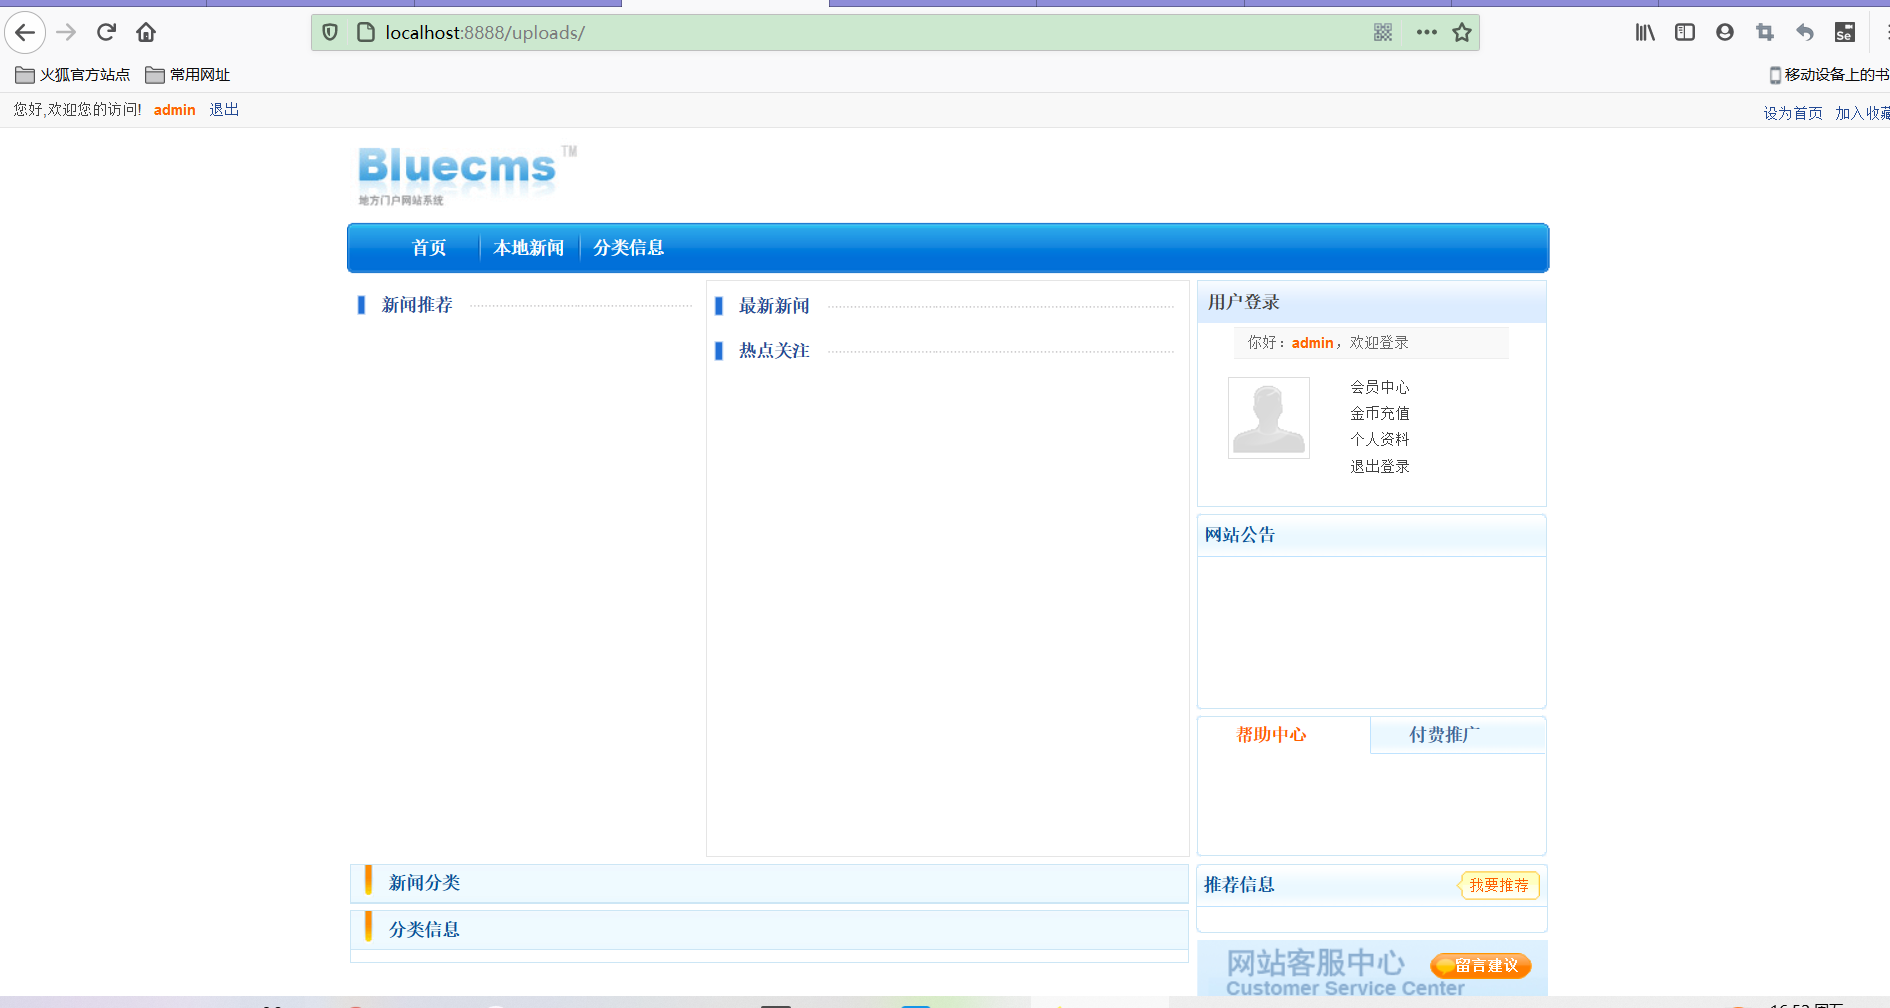 localhost:8888/uploads/
火狐官方站点 常用网址
移动设备上的书
您好,欢迎您的访问! admin 退出
设为首页 加入收藏
Bluecms TM
地方门户网站系统
首页 本地新闻 分类信息
新闻推荐
最新新闻
热点关注
用户登录
你好：admin，欢迎登录
会员中心
金币充值
个人资料
退出登录
网站公告
帮助中心 付费推广
新闻分类
分类信息
推荐信息 我要推荐
网站客服中心 留言建议
Customer Service Center
Se